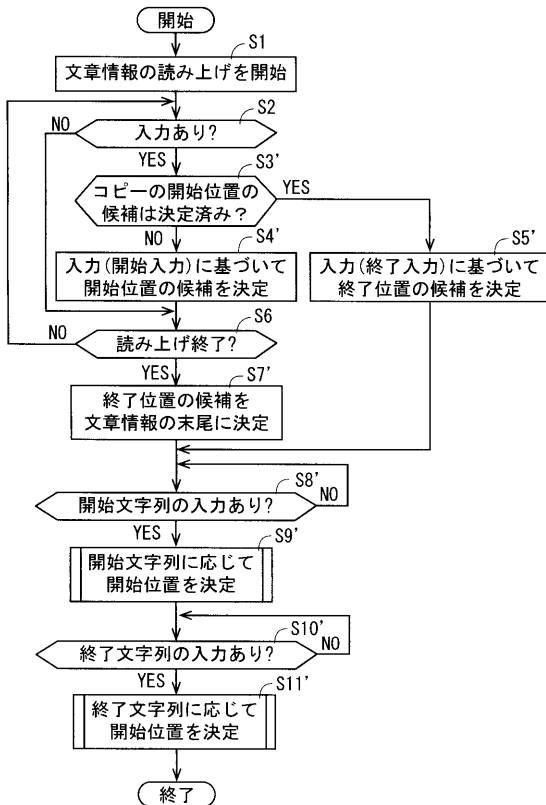 開始
S1
文章情報の読み上げを開始
S2
NO
入力あり?
YES
S3'
コピーの開始位置の
候補は決定済み?
YES
NO
S4'
S5'
入力(開始入力)に基づいて
開始位置の候補を決定
入力(終了入力)に基づいて
終了位置の候補を決定
S6
NO
読み上げ終了?
YES
S7'
終了位置の候補を
文章情報の末尾に決定
S8'
開始文字列の入力あり?
NO
YES
S9'
開始文字列に応じて
開始位置を決定
S10'
終了文字列の入力あり?
NO
YES
S11'
終了文字列に応じて
開始位置を決定
終了